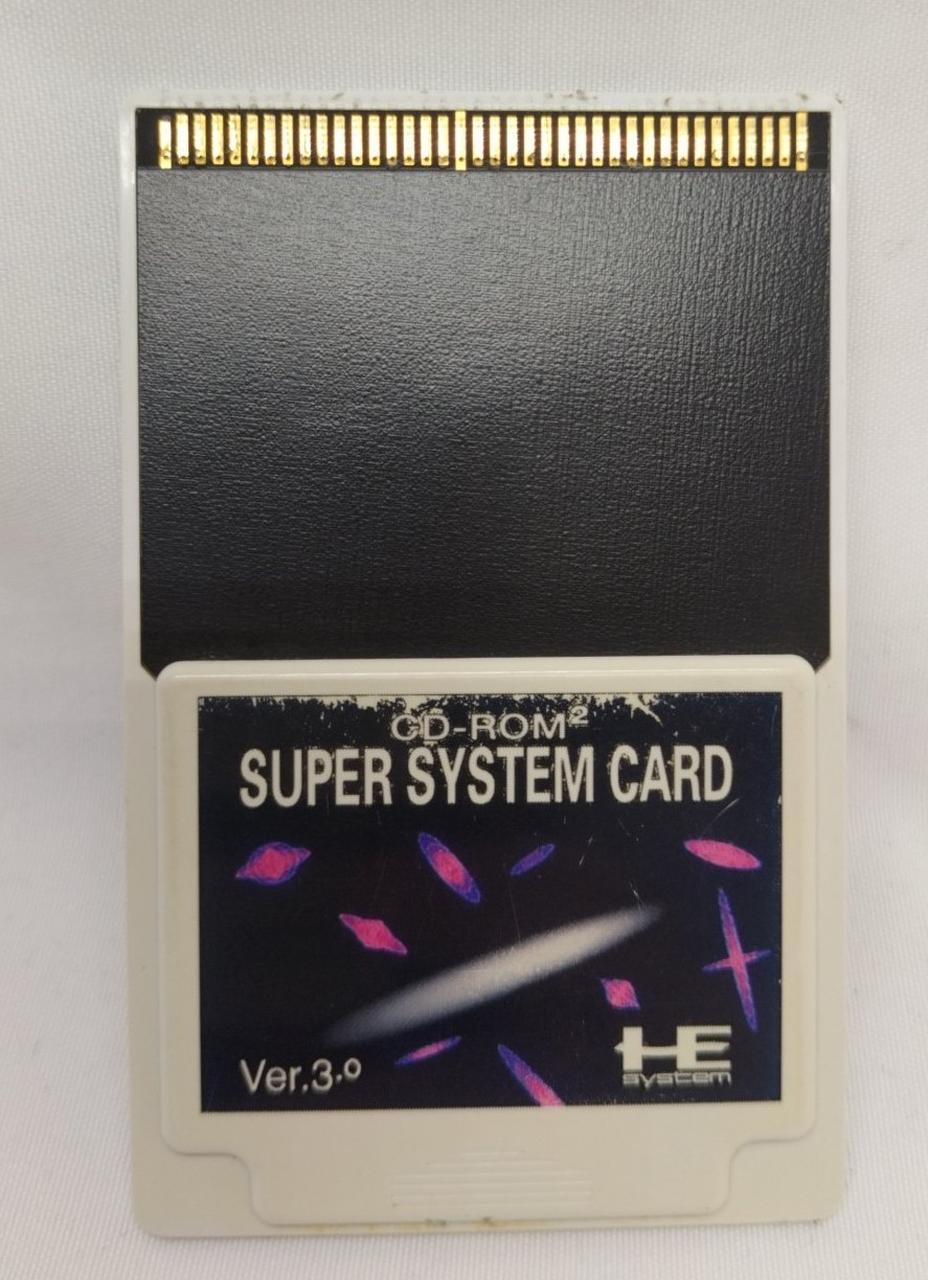 CD-ROM²
SUPER SYSTEM CARD
Ver.3.0
HE
system